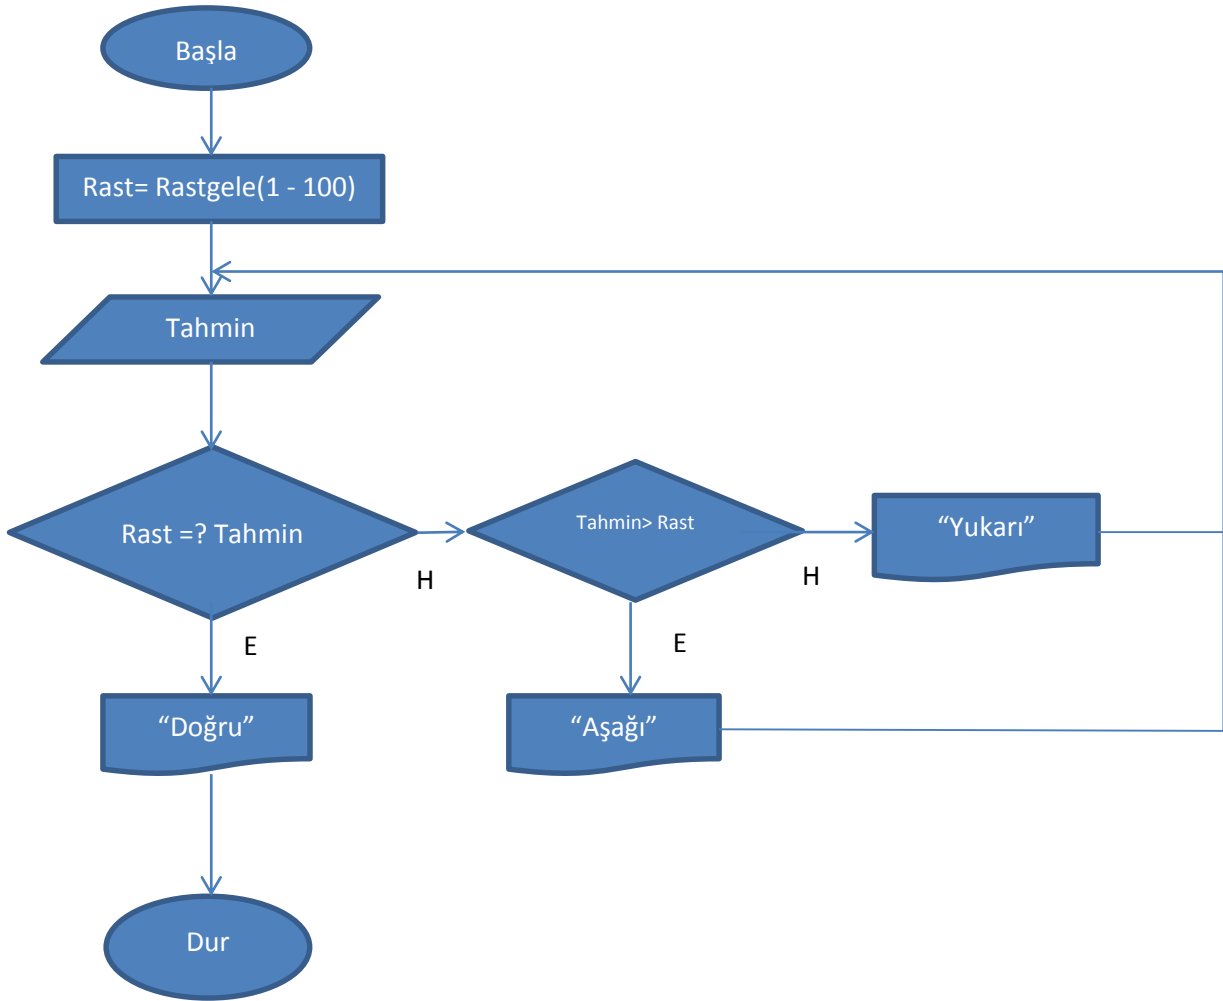 Başla
Rast= Rastgele(1 - 100)
Tahmin
Rast =? Tahmin
H
Tahmin> Rast
H
“Yukarı”
E
E
“Doğru”
“Aşağı”
Dur